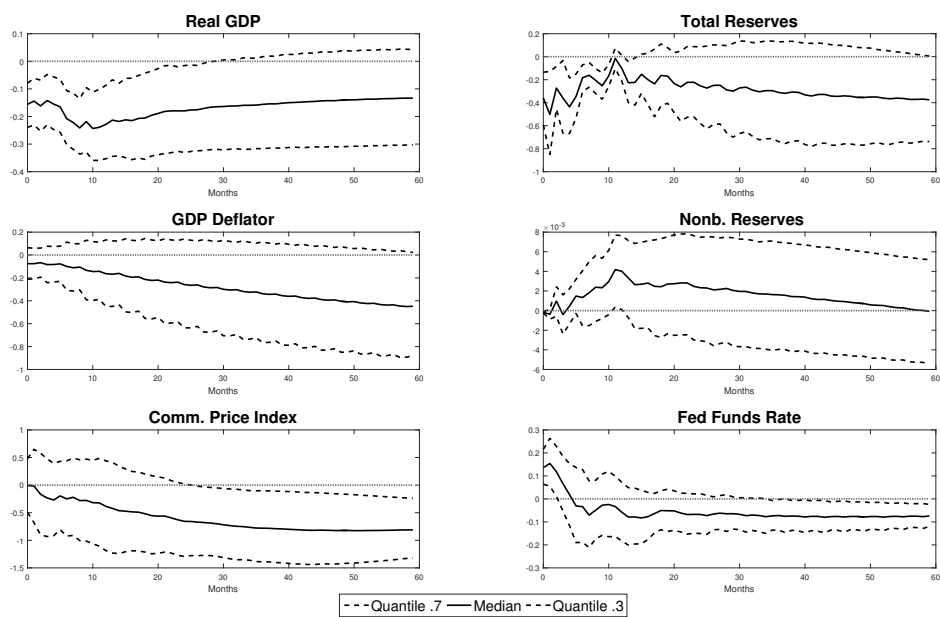 Real GDP
0.1
0
-0.1
-0.2
-0.3
-0.4
0 10 20 30 40 50 60
Months
Total Reserves
0.2
0
-0.2
-0.4
-0.6
-0.8
-1
0 10 20 30 40 50 60
Months
GDP Deflator
0.2
0
-0.2
-0.4
-0.6
-0.8
-1
0 10 20 30 40 50 60
Months
Nonb. Reserves
×10⁻³
8
6
4
2
0
-2
-4
-6
0 10 20 30 40 50 60
Months
Comm. Price Index
1
0.5
0
-0.5
-1
-1.5
0 10 20 30 40 50 60
Months
Fed Funds Rate
0.3
0.2
0.1
0
-0.1
-0.2
-0.3
0 10 20 30 40 50 60
Months
Quantile .7 Median Quantile .3